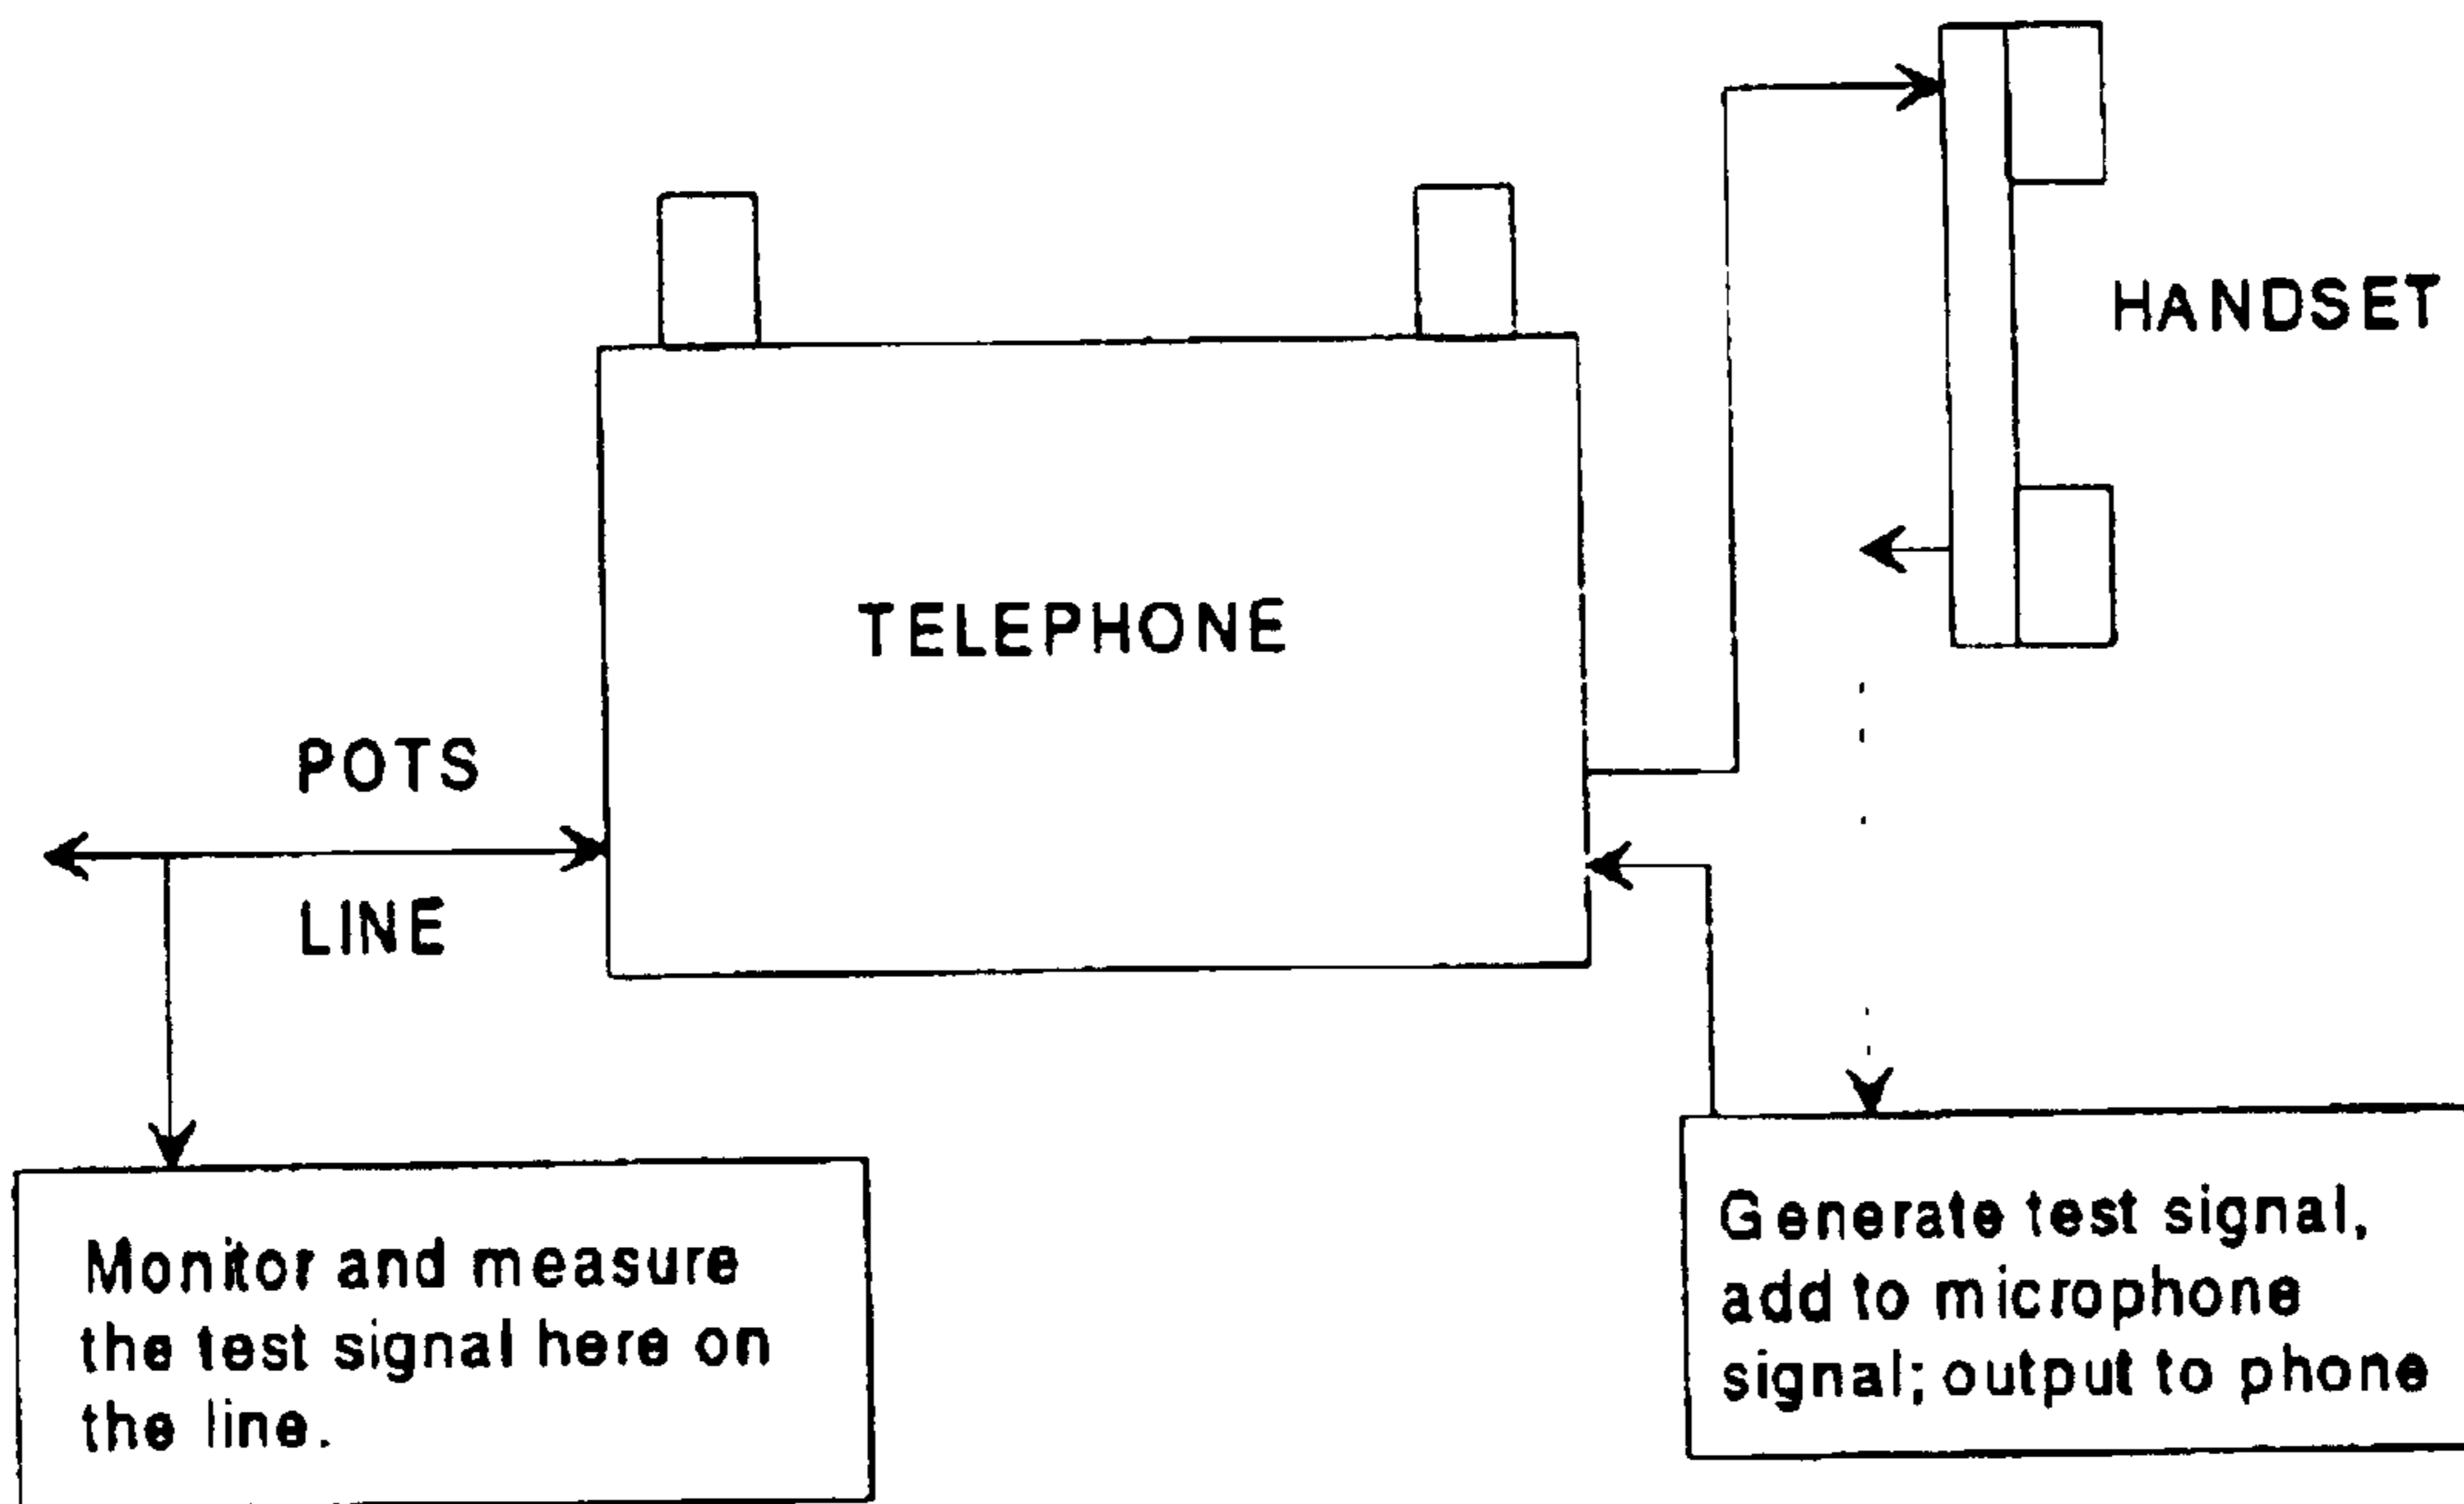 HANDSET
TELEPHONE
POTS
LINE
Monitor and measure
the test signal here on
the line.
Generate test signal,
add to microphone
signal; output to phone